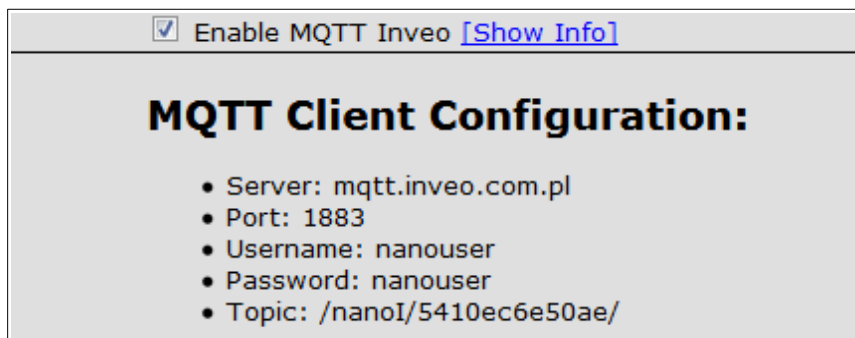 Enable MQTT Inveo [Show Info]
MQTT Client Configuration:
• Server: mqtt.inveo.com.pl
• Port: 1883
• Username: nanouser
• Password: nanouser
• Topic: /nanoI/5410ec6e50ae/